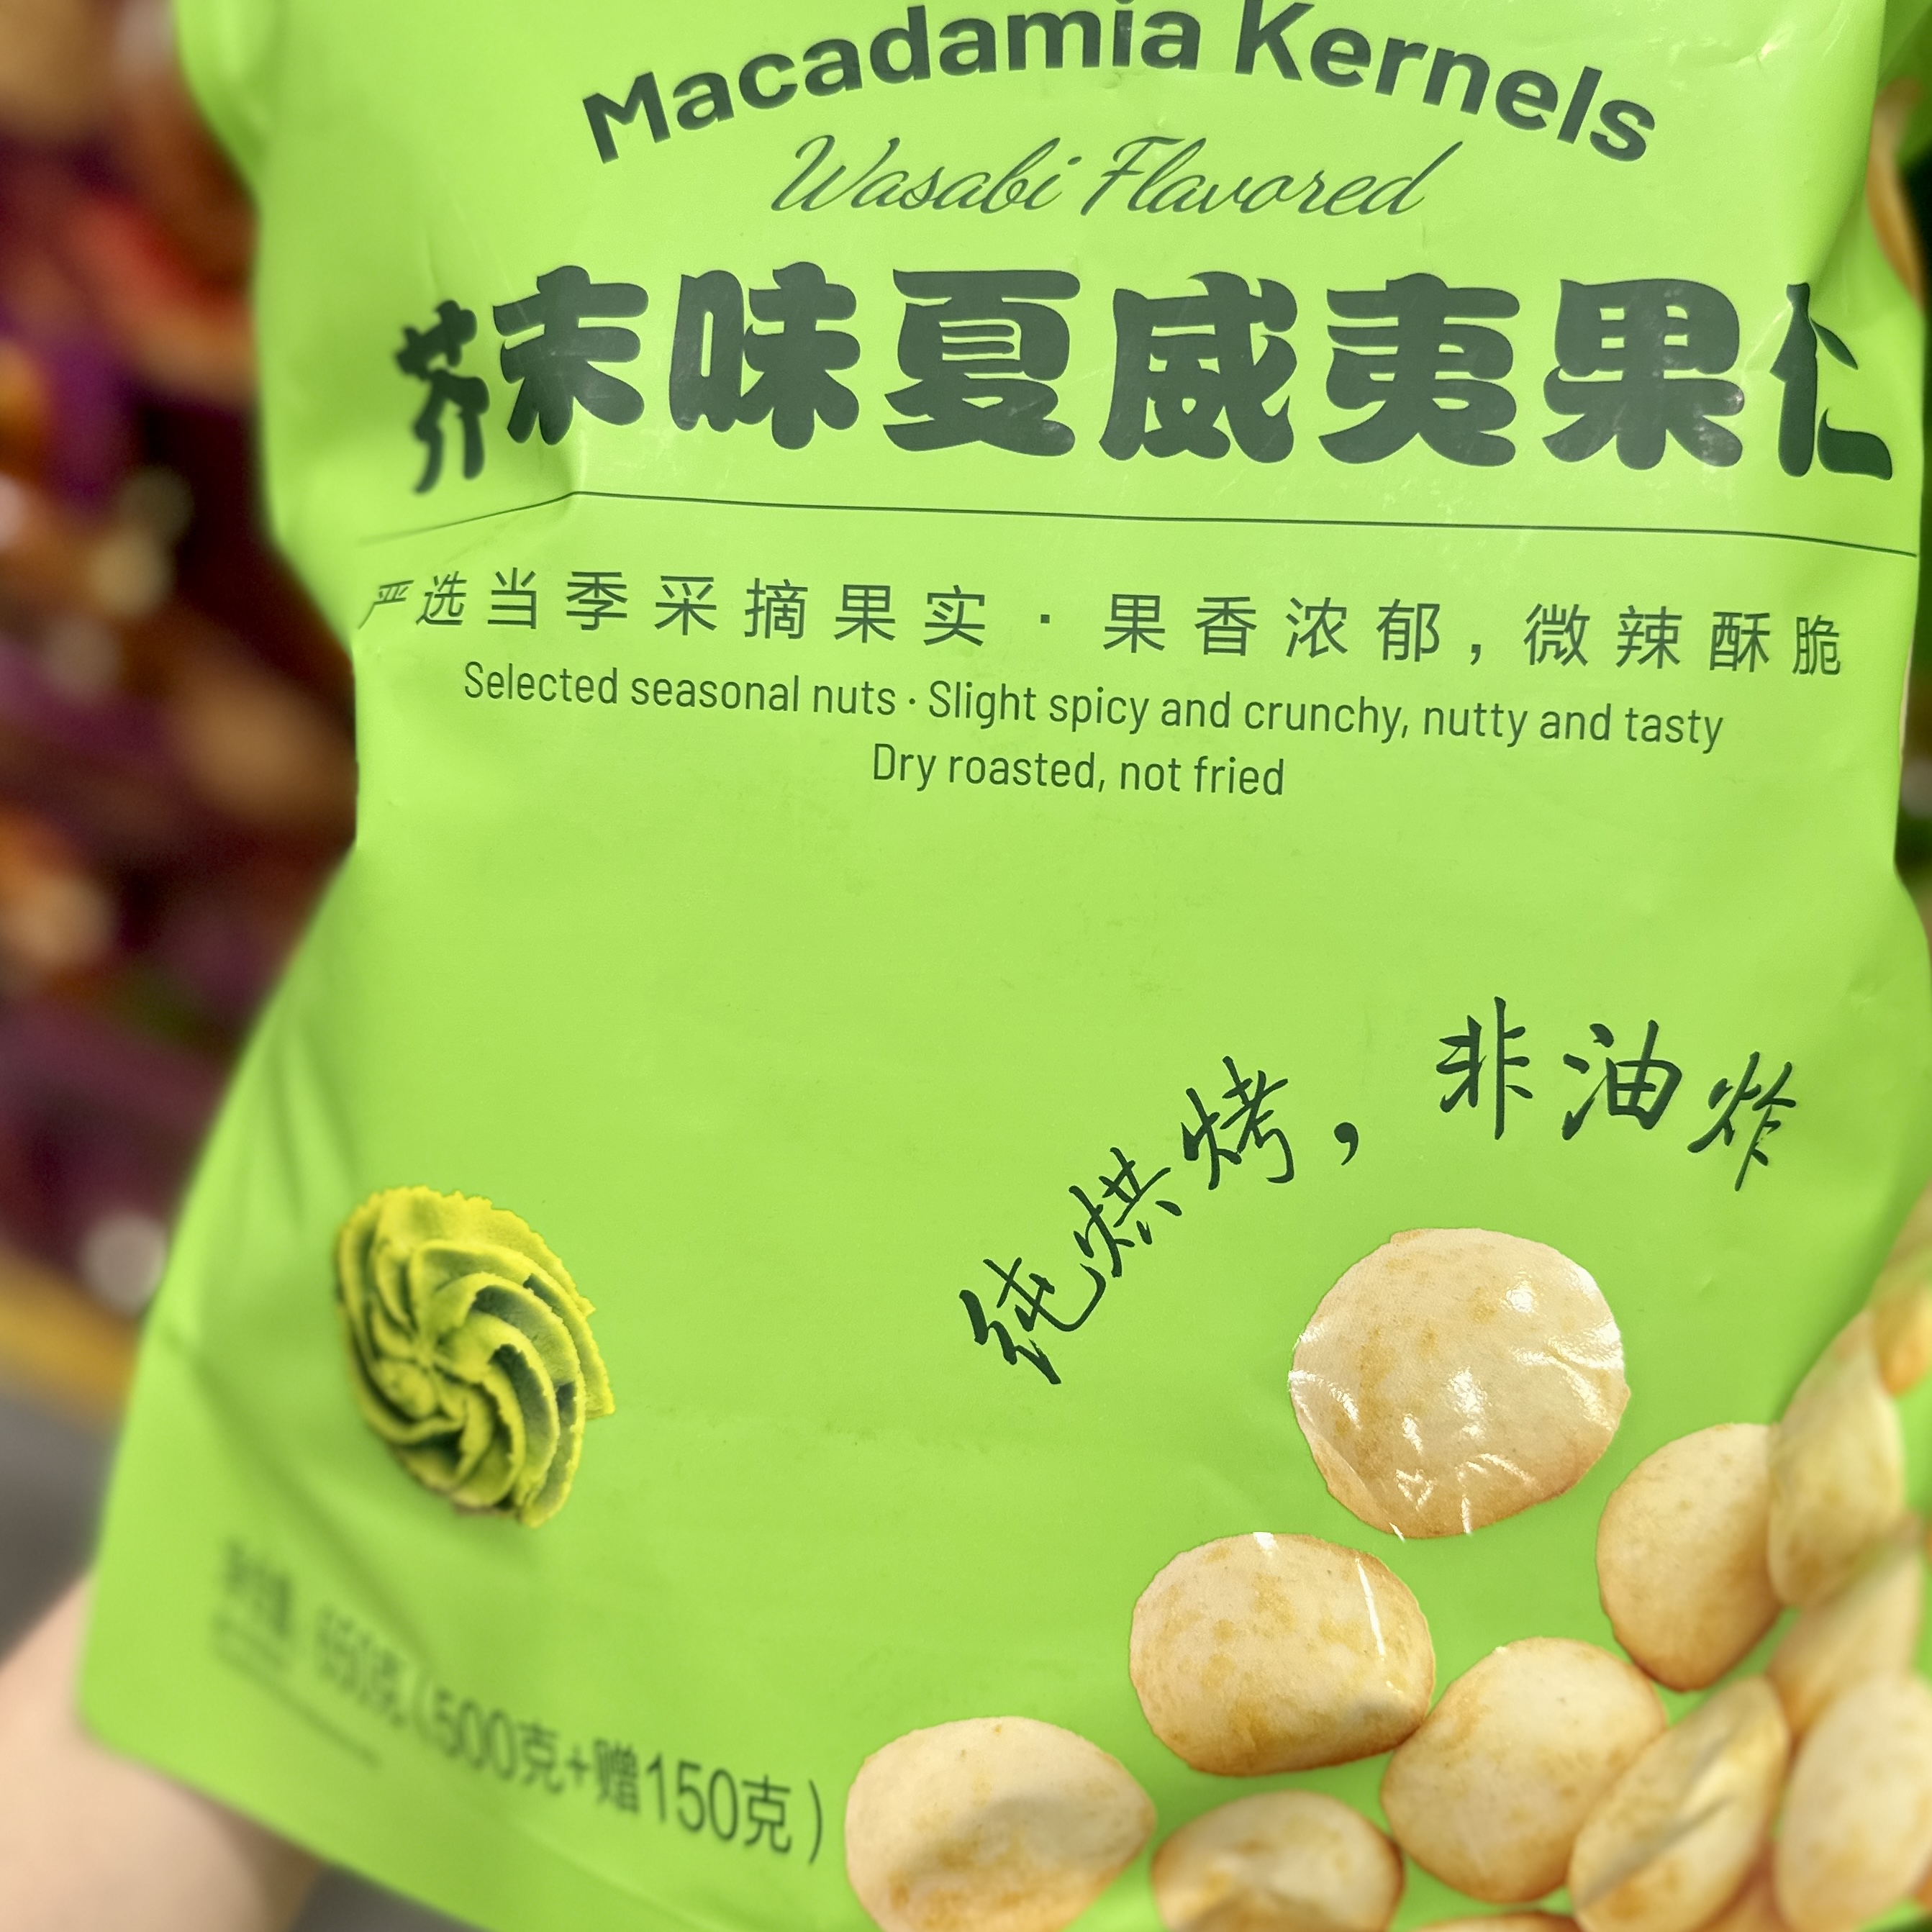 Macadamia Kernels
Wasabi Flavored
芥末味夏威夷果仁
严选当季采摘果实 · 果香浓郁，微辣酥脆
Selected seasonal nuts · Slight spicy and crunchy, nutty and tasty
Dry roasted, not fried
纯烘烤，非油炸
650克(500克+赠150克)